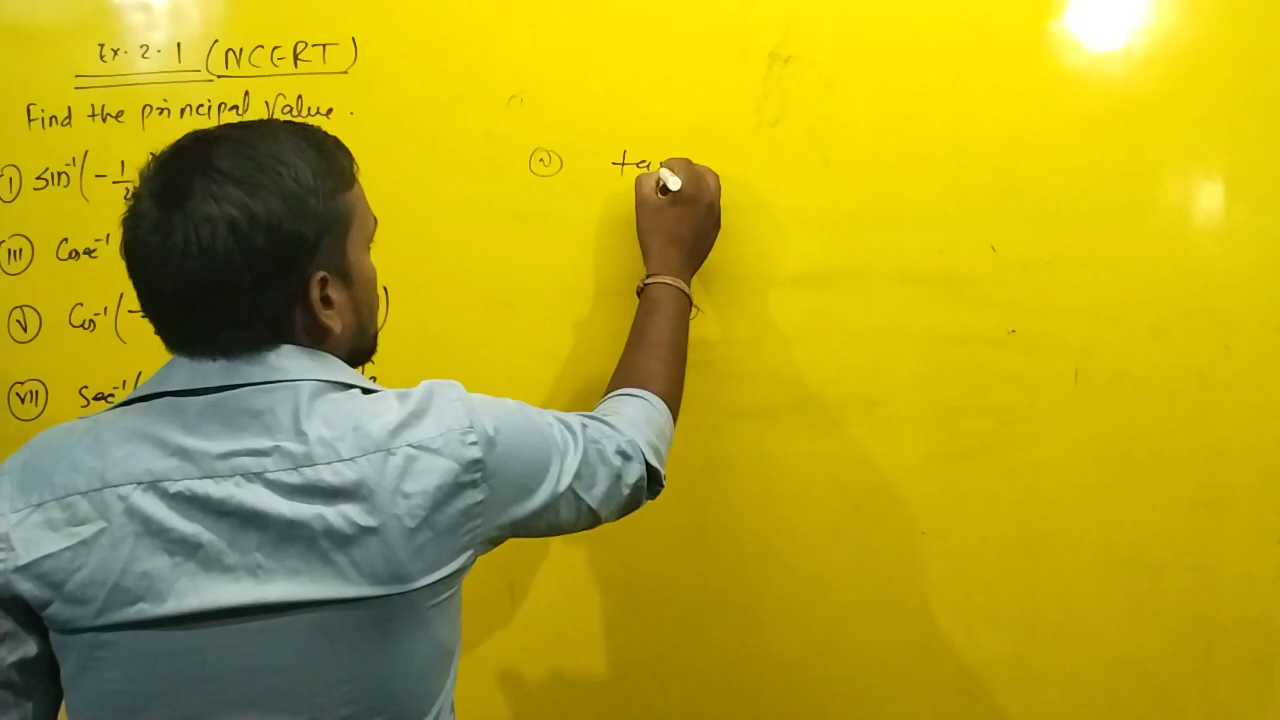 Ex. 2.1 (NCERT)
Find the principal value.
(i) sin⁻¹(-1/2
(iii) Cosec⁻¹
(v) Cos⁻¹(-
)
(vii) Sec⁻¹(
ta